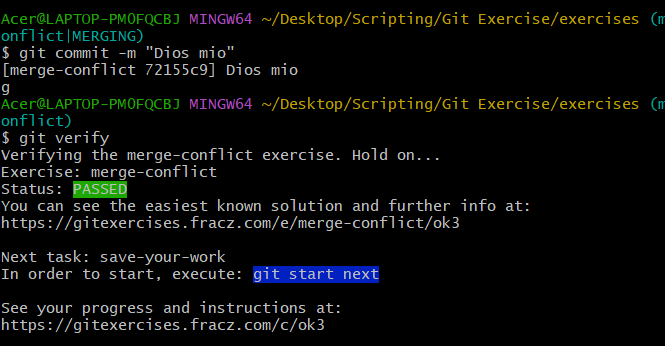 Acer@LAPTOP-PM0FQCBJ MINGW64 ~/Desktop/Scripting/Git Exercise/exercises (m
onflict|MERGING)
$ git commit -m "Dios mio"
[merge-conflict 72155c9] Dios mio
g
Acer@LAPTOP-PM0FQCBJ MINGW64 ~/Desktop/Scripting/Git Exercise/exercises (m
onflict)
$ git verify
Verifying the merge-conflict exercise. Hold on...
Exercise: merge-conflict
Status: PASSED
You can see the easiest known solution and further info at:
https://gitexercises.fracz.com/e/merge-conflict/ok3
Next task: save-your-work
In order to start, execute: git start next
See your progress and instructions at:
https://gitexercises.fracz.com/c/ok3